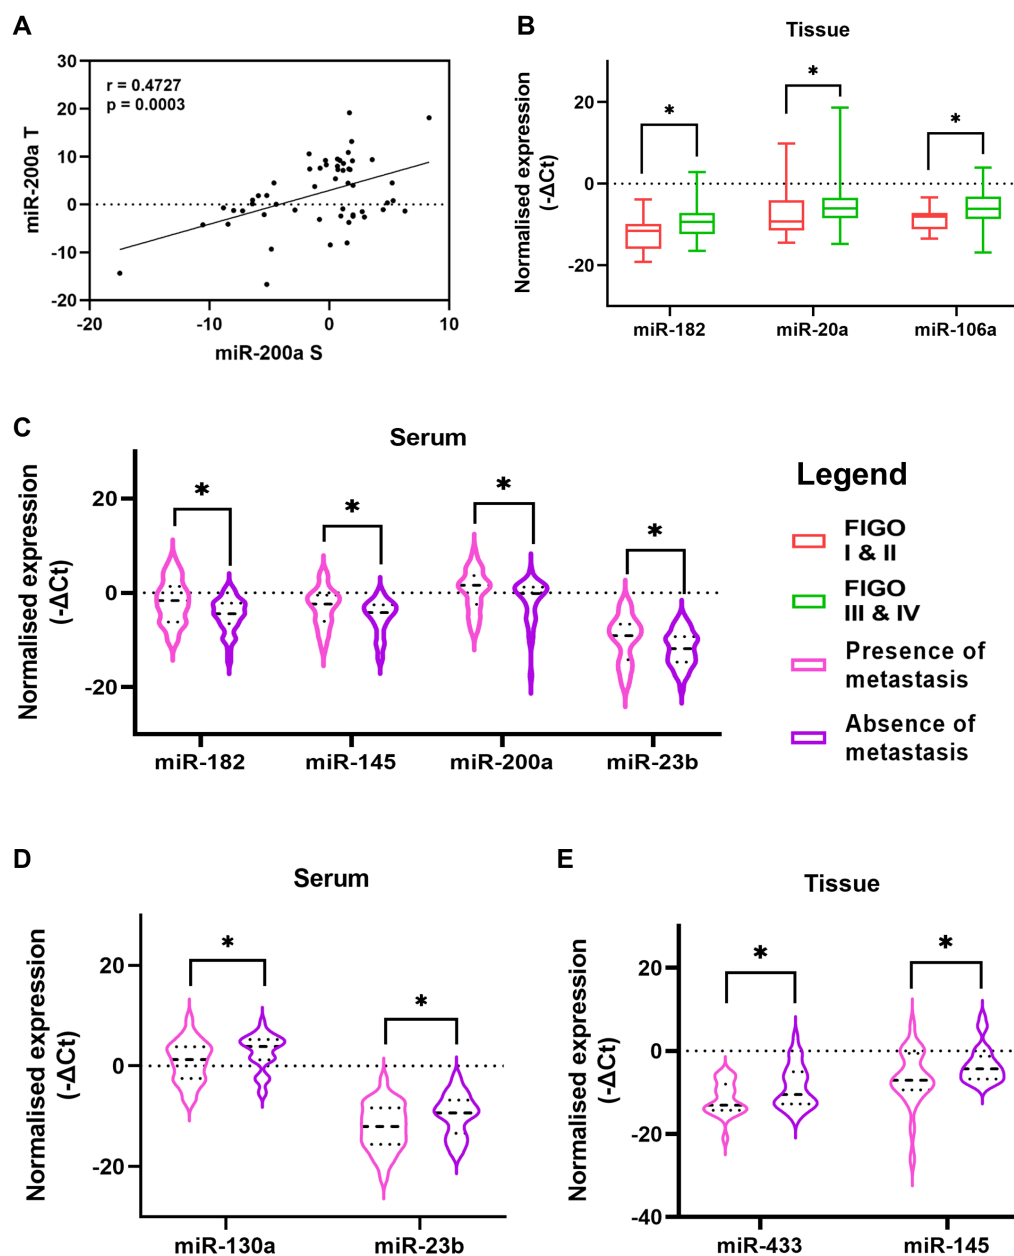 A
r = 0.4727
p = 0.0003
miR-200a T
30
20
10
0
-10
-20
-20
-10
0
10
miR-200a S
B
Tissue
Normalised expression
(-ΔCt)
20
0
-20
*
*
*
miR-182
miR-20a
miR-106a
C
Serum
Normalised expression
(-ΔCt)
20
0
-20
*
*
*
*
miR-182
miR-145
miR-200a
miR-23b
Legend
FIGO
I & II
FIGO
III & IV
Presence of
metastasis
Absence of
metastasis
D
Serum
Normalised expression
(-ΔCt)
20
0
-20
*
*
miR-130a
miR-23b
E
Tissue
Normalised expression
(-ΔCt)
20
0
-20
-40
*
*
miR-433
miR-145